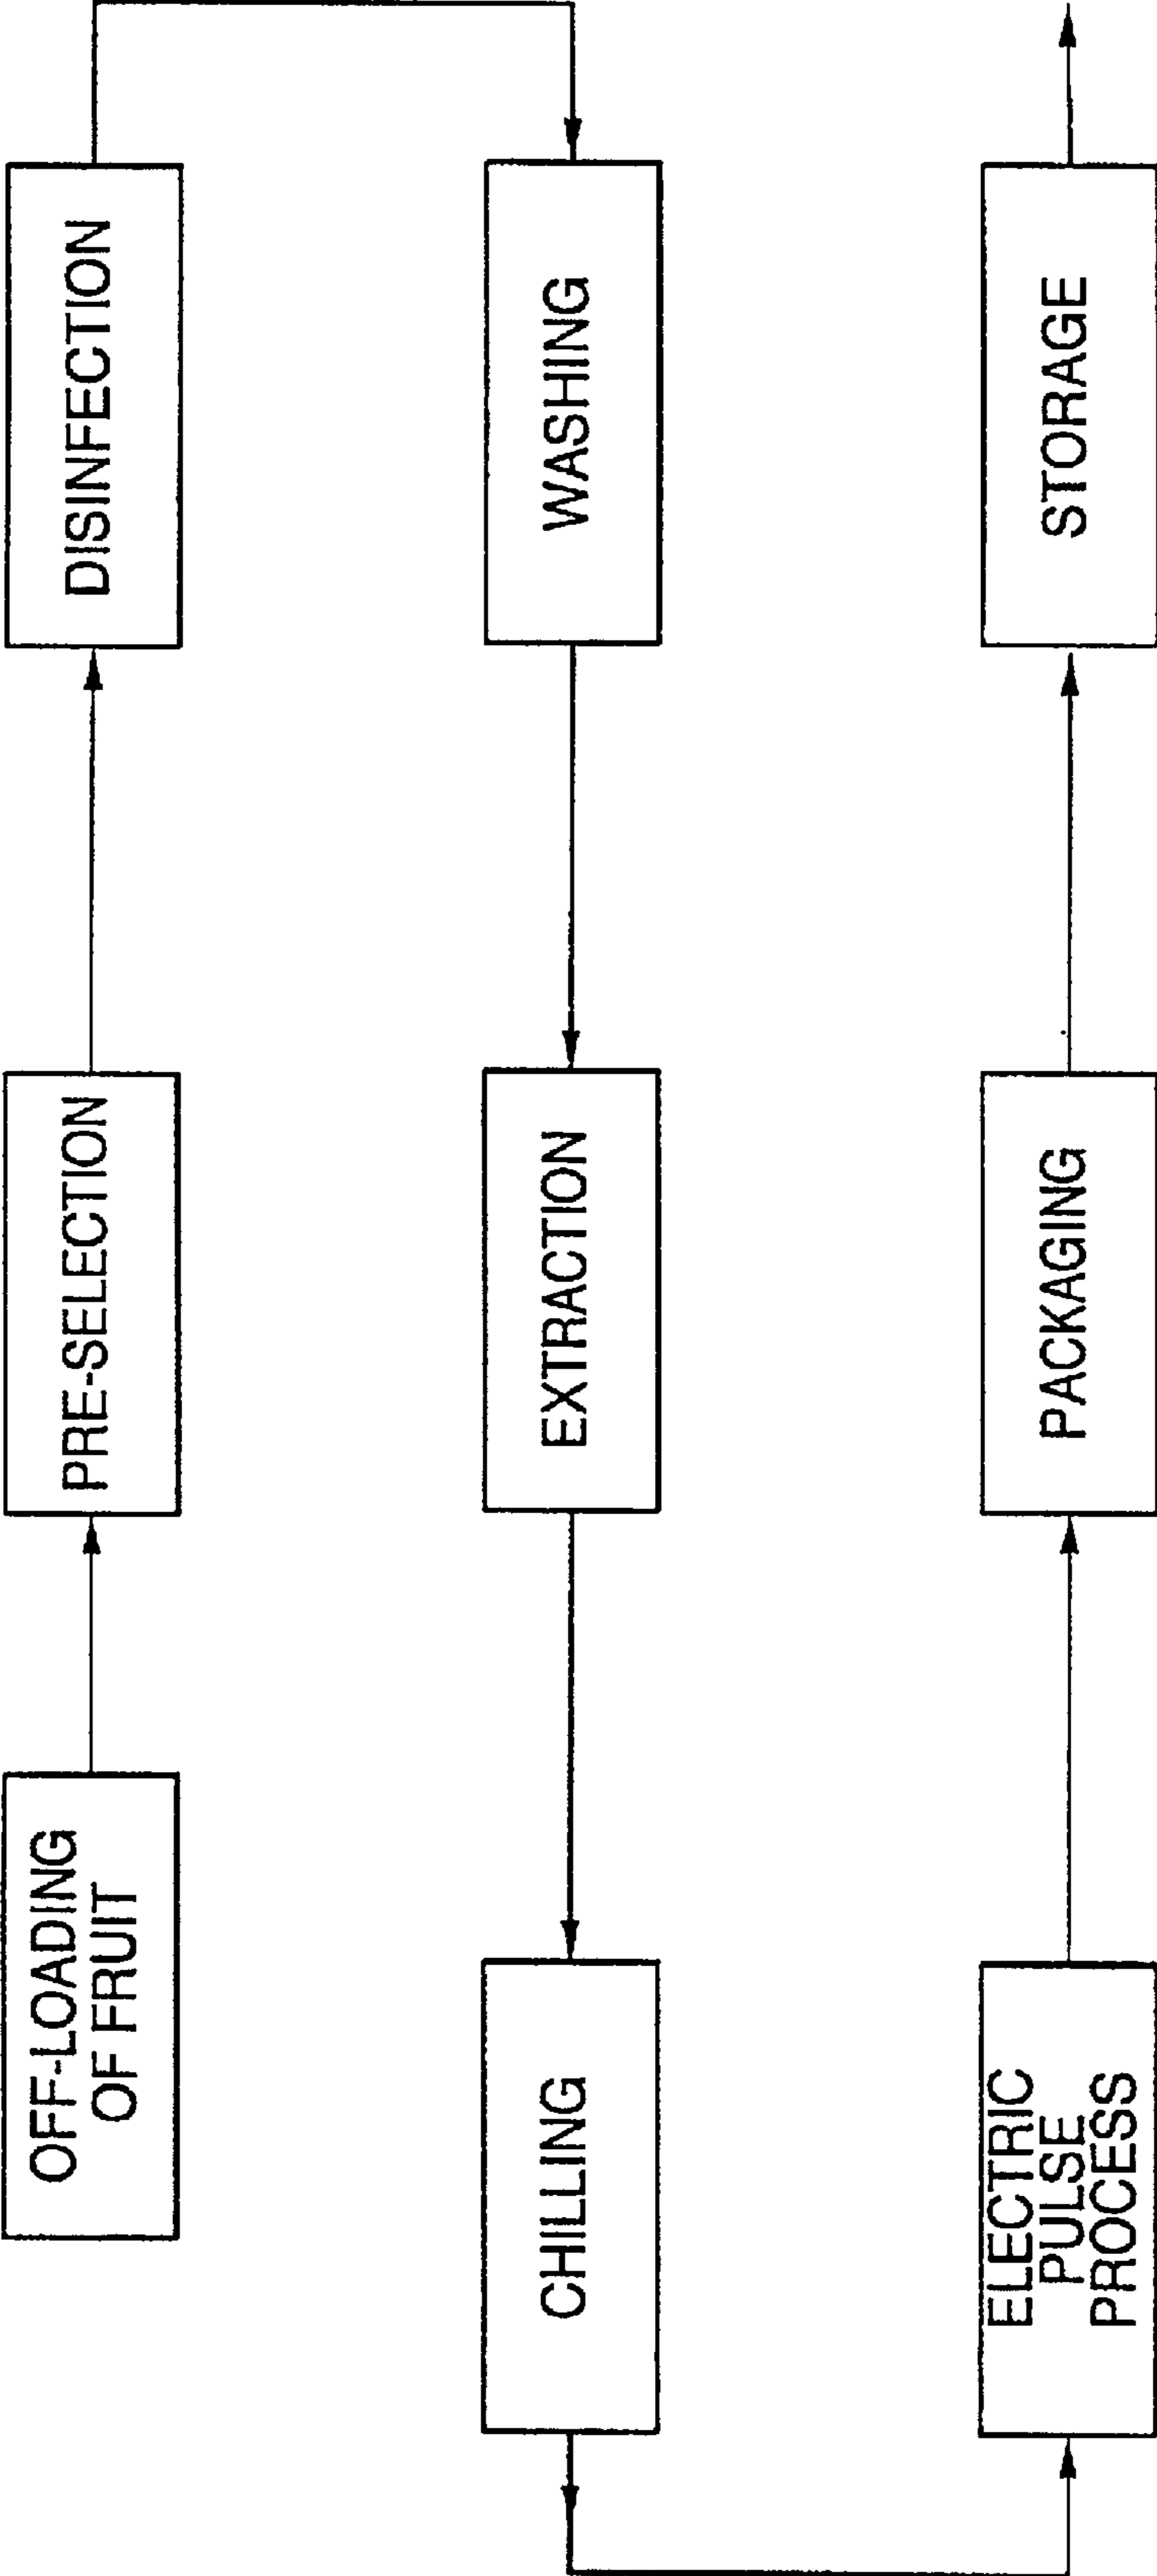 OFF-LOADING
OF FRUIT
PRE-SELECTION
DISINFECTION
WASHING
EXTRACTION
CHILLING
ELECTRIC
PULSE
PROCESS
PACKAGING
STORAGE